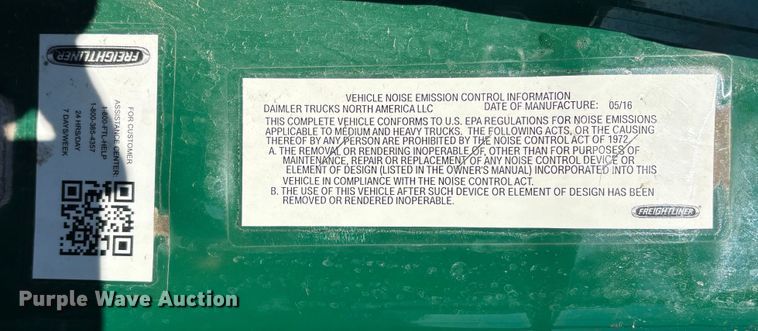 FREIGHTLINER
FOR CUSTOMER
ASSISTANCE CENTER:
1-800-FTL-HELP
1-800-385-4357
24 HRS/DAY
7 DAYS/WEEK
VEHICLE NOISE EMISSION CONTROL INFORMATION
DAIMLER TRUCKS NORTH AMERICA LLC DATE OF MANUFACTURE: 05/16
THIS COMPLETE VEHICLE CONFORMS TO U.S. EPA REGULATIONS FOR NOISE EMISSIONS
APPLICABLE TO MEDIUM AND HEAVY TRUCKS. THE FOLLOWING ACTS, OR THE CAUSING
THEREOF BY ANY PERSON ARE PROHIBITED BY THE NOISE CONTROL ACT OF 1972
A. THE REMOVAL OR RENDERING INOPERABLE OF, OTHER THAN FOR PURPOSES OF
MAINTENANCE, REPAIR OR REPLACEMENT OF ANY NOISE CONTROL DEVICE OR
ELEMENT OF DESIGN (LISTED IN THE OWNER'S MANUAL) INCORPORATED INTO THIS
VEHICLE IN COMPLIANCE WITH THE NOISE CONTROL ACT.
B. THE USE OF THIS VEHICLE AFTER SUCH DEVICE OR ELEMENT OF DESIGN HAS BEEN
REMOVED OR RENDERED INOPERABLE.
FREIGHTLINER
Purple Wave Auction